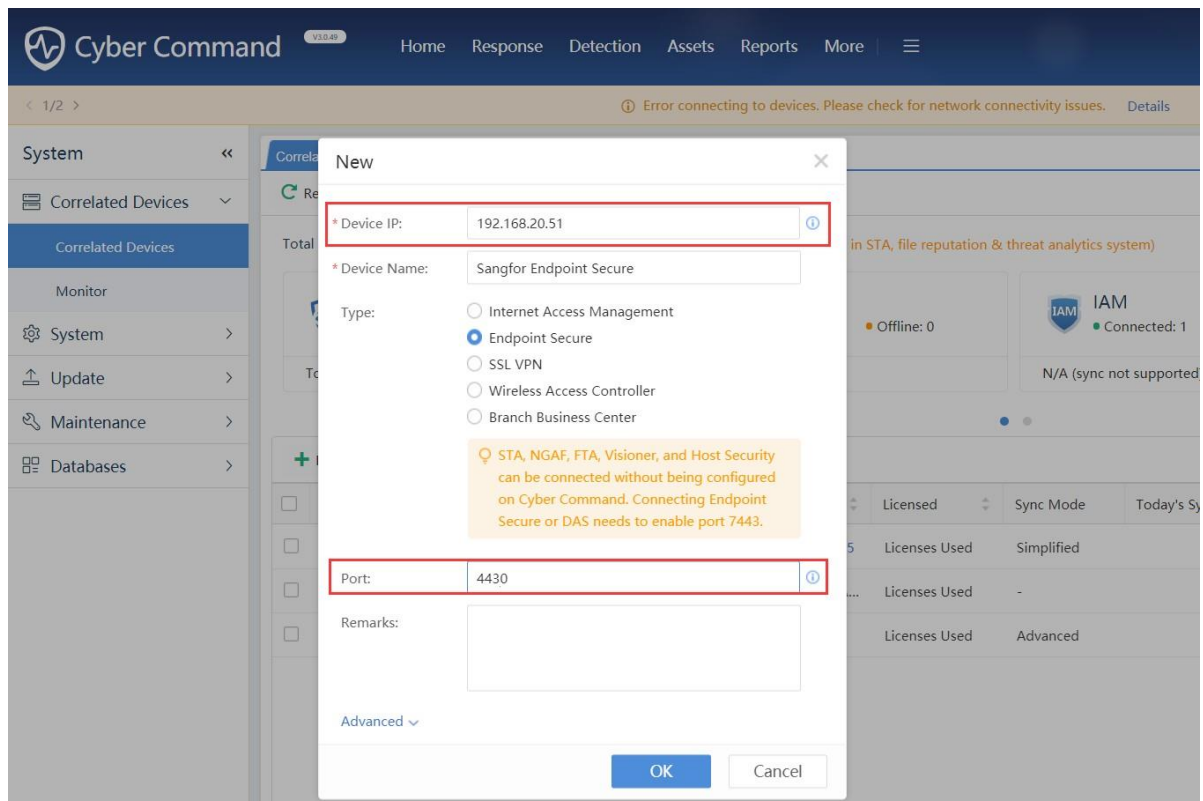 Cyber Command V3.0.49 Home Response Detection Assets Reports More
< 1/2 > Error connecting to devices. Please check for network connectivity issues. Details
System «
Correlated Devices
Correlated Devices
Monitor
System
Update
Maintenance
Databases
Correla
Re
Total in STA, file reputation & threat analytics system)
Offline: 0
IAM
IAM
Connected: 1
To N/A (sync not supported)
Licensed Sync Mode Today's Sy
5 Licenses Used Simplified
... Licenses Used -
Licenses Used Advanced
New
* Device IP: 192.168.20.51
* Device Name: Sangfor Endpoint Secure
Type: Internet Access Management
Endpoint Secure
SSL VPN
Wireless Access Controller
Branch Business Center
STA, NGAF, FTA, Visioner, and Host Security
can be connected without being configured
on Cyber Command. Connecting Endpoint
Secure or DAS needs to enable port 7443.
Port: 4430
Remarks:
Advanced
OK Cancel